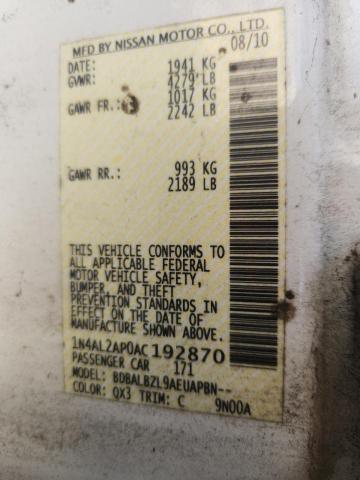 MFD BY NISSAN MOTOR CO., LTD.
08/10
DATE: 1941 KG
GVWR: 4279 LB
1017 KG
GAWR FR.: 2242 LB
993 KG
GAWR RR.: 2189 LB
THIS VEHICLE CONFORMS TO
ALL APPLICABLE FEDERAL
MOTOR VEHICLE SAFETY,
BUMPER, AND THEFT
PREVENTION STANDARDS IN
EFFECT ON THE DATE OF
MANUFACTURE SHOWN ABOVE.
1N4AL2AP0AC192870
PASSENGER CAR 171
MODEL: BDBALBZL9AEUAPBN--
COLOR: QX3 TRIM: C 9N00A